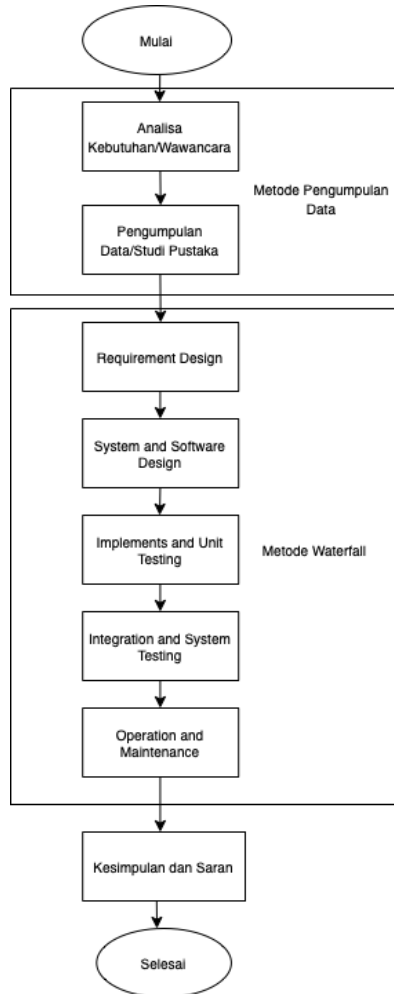 Mulai
Analisa
Kebutuhan/Wawancara
Metode Pengumpulan
Data
Pengumpulan
Data/Studi Pustaka
Requirement Design
System and Software
Design
Implements and Unit
Testing
Metode Waterfall
Integration and System
Testing
Operation and
Maintenance
Kesimpulan dan Saran
Selesai